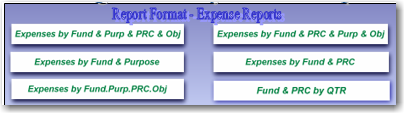 Report Format - Expense Reports
Expenses by Fund & Purp & PRC & Obj
Expenses by Fund & PRC & Purp & Obj
Expenses by Fund & Purpose
Expenses by Fund & PRC
Expenses by Fund.Purp.PRC.Obj
Fund & PRC by QTR